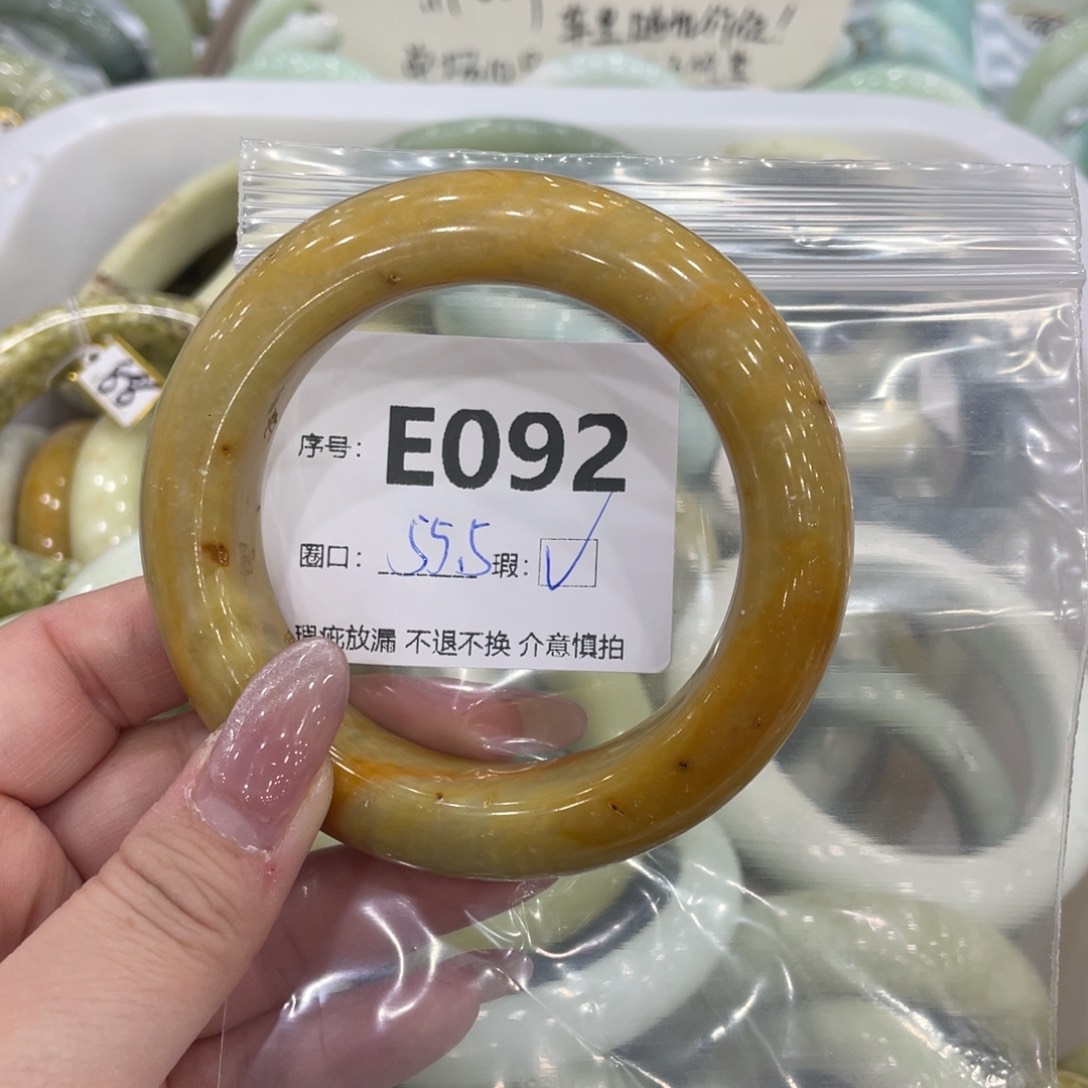 序号: E092
圈口: 55.5 瑕: ✓
瑕疵放漏 不退不换 介意慎拍